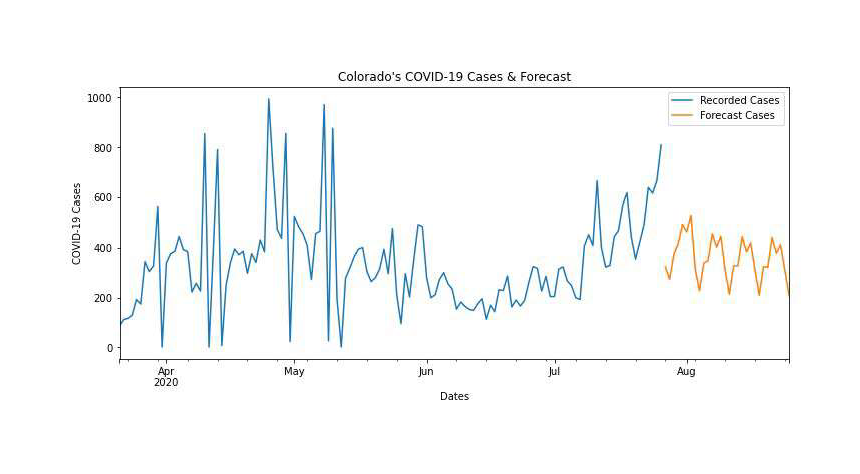 Colorado's COVID-19 Cases & Forecast
Recorded Cases
Forecast Cases
COVID-19 Cases
1000
800
600
400
200
0
Apr
2020
May
Jun
Jul
Aug
Dates